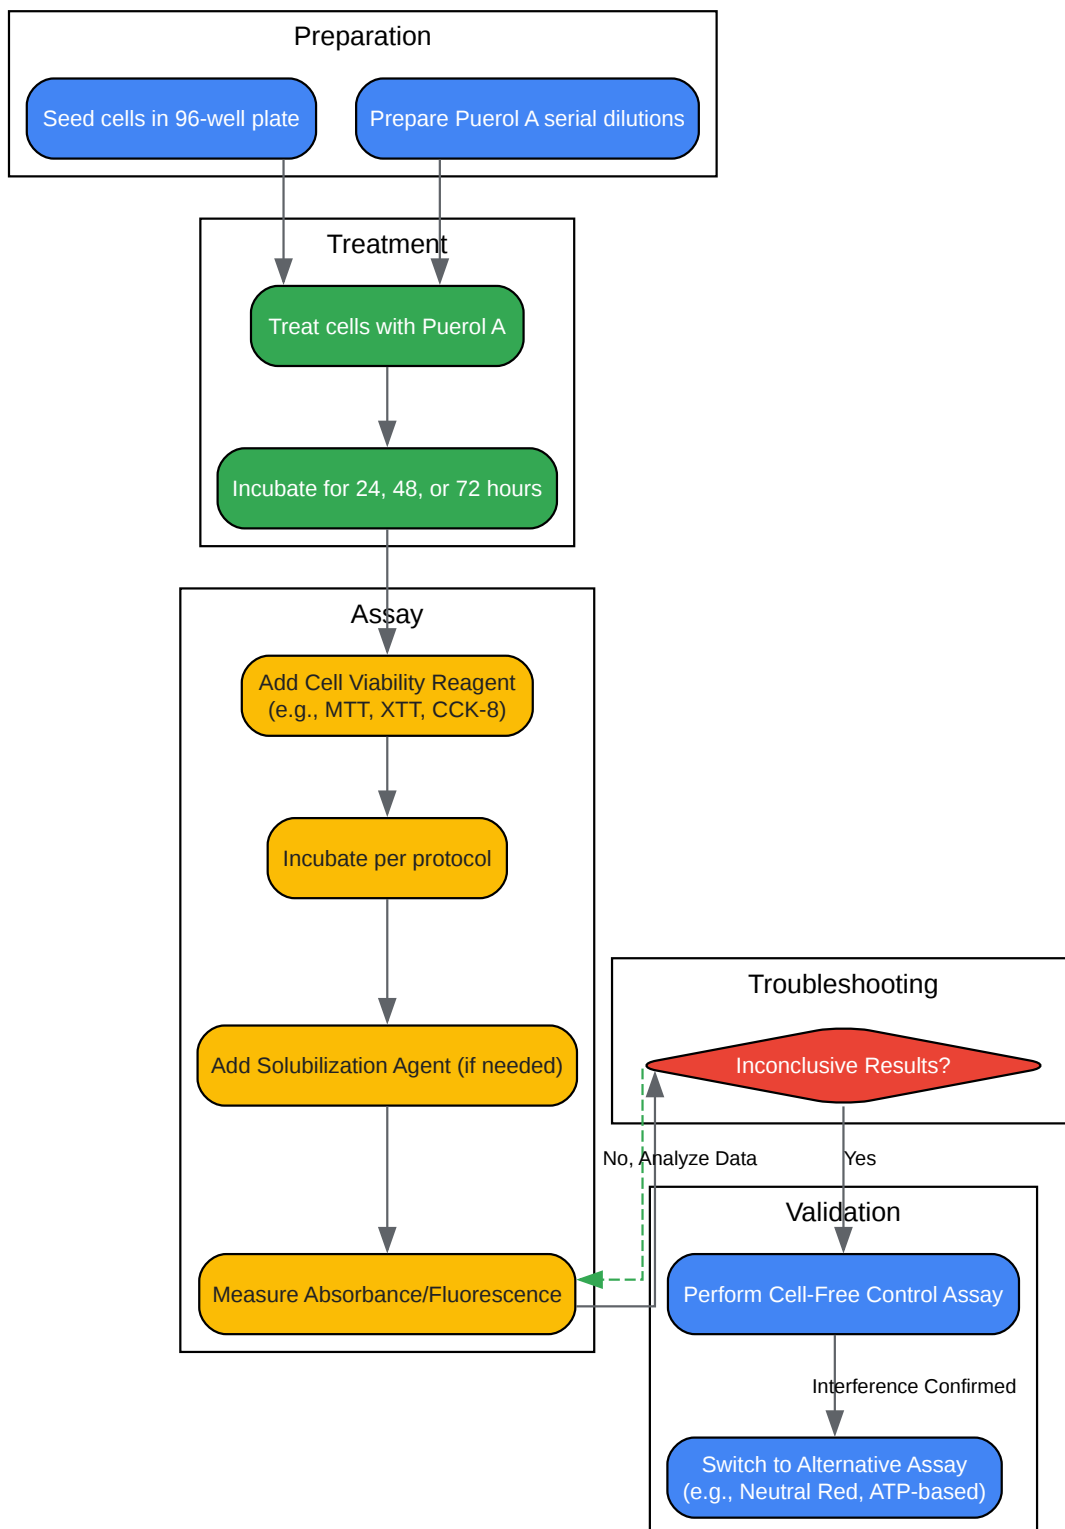 Preparation
Seed cells in 96-well plate
Prepare Puerol A serial dilutions
Treatment
Treat cells with Puerol A
Incubate for 24, 48, or 72 hours
Assay
Add Cell Viability Reagent
(e.g., MTT, XTT, CCK-8)
Incubate per protocol
Troubleshooting
Add Solubilization Agent (if needed)
Inconclusive Results?
No, Analyze Data
Yes
Validation
Measure Absorbance/Fluorescence
Perform Cell-Free Control Assay
Interference Confirmed
Switch to Alternative Assay
(e.g., Neutral Red, ATP-based)